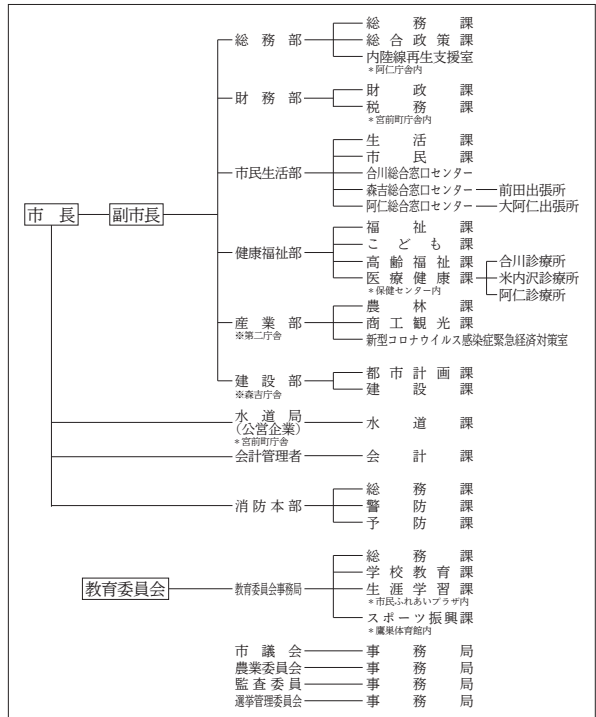 総務部
総務課
総合政策課
内陸線再生支援室
＊阿仁庁舎内
財務部
財政課
税務課
＊宮前町庁舎内
市長
副市長
市民生活部
生活課
市民課
合川総合窓口センター
森吉総合窓口センター
前田出張所
阿仁総合窓口センター
大阿仁出張所
健康福祉部
福祉課
こども課
高齢福祉課
医療健康課
＊保健センター内
合川診療所
米内沢診療所
阿仁診療所
産業部
※第二庁舎
農林課
商工観光課
新型コロナウイルス感染症緊急経済対策室
建設部
※森吉庁舎
都市計画課
建設課
水道局
(公営企業)
＊宮前町庁舎
水道課
会計管理者
会計課
消防本部
総務課
警防課
予防課
教育委員会
教育委員会事務局
総務課
学校教育課
生涯学習課
＊市民ふれあいプラザ内
スポーツ振興課
＊鷹巣体育館内
市議会
事務局
農業委員会
事務局
監査委員
事務局
選挙管理委員会
事務局